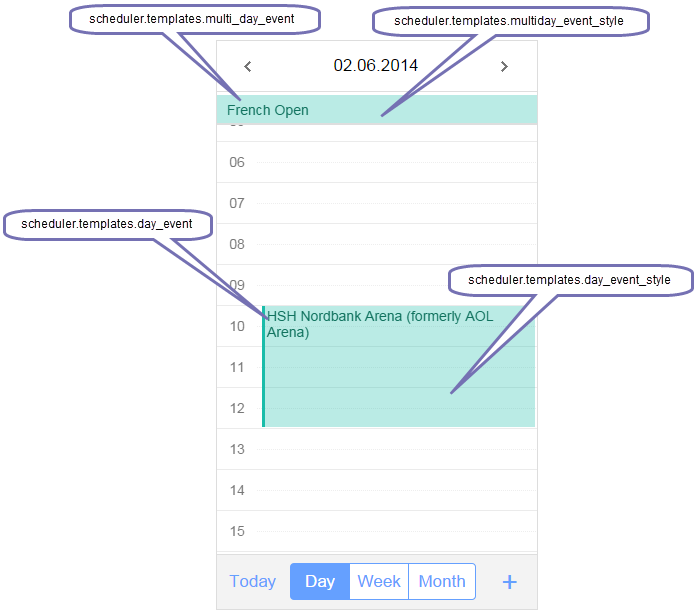 scheduler.templates.multi_day_event
scheduler.templates.multiday_event_style
02.06.2014
French Open
06
07
scheduler.templates.day_event
08
09
scheduler.templates.day_event_style
HSH Nordbank Arena (formerly AOL
10
Arena)
11
12
13
14
15
Today Day Week Month +